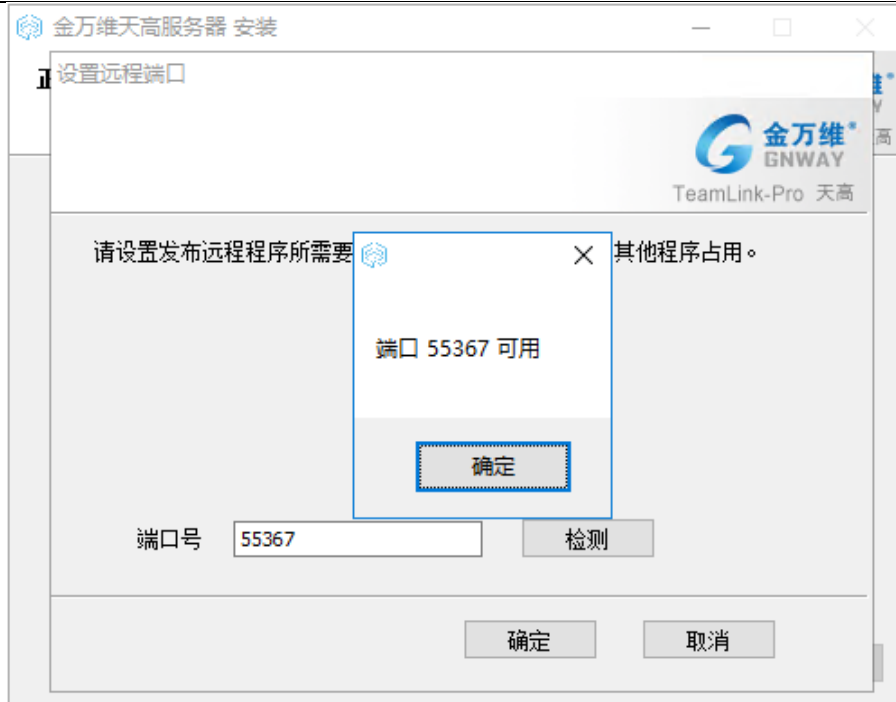 金万维天高服务器 安装
设置远程端口
金万维®
GNWAY
TeamLink-Pro 天高
高
请设置发布远程程序所需要
其他程序占用。
端口 55367 可用
确定
端口号
55367
检测
确定
取消